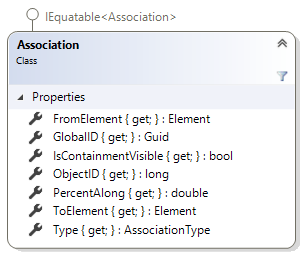 IEquatable<Association>
Association
Class
Properties
FromElement { get; } : Element
GlobalID { get; } : Guid
IsContainmentVisible { get; } : bool
ObjectID { get; } : long
PercentAlong { get; } : double
ToElement { get; } : Element
Type { get; } : AssociationType